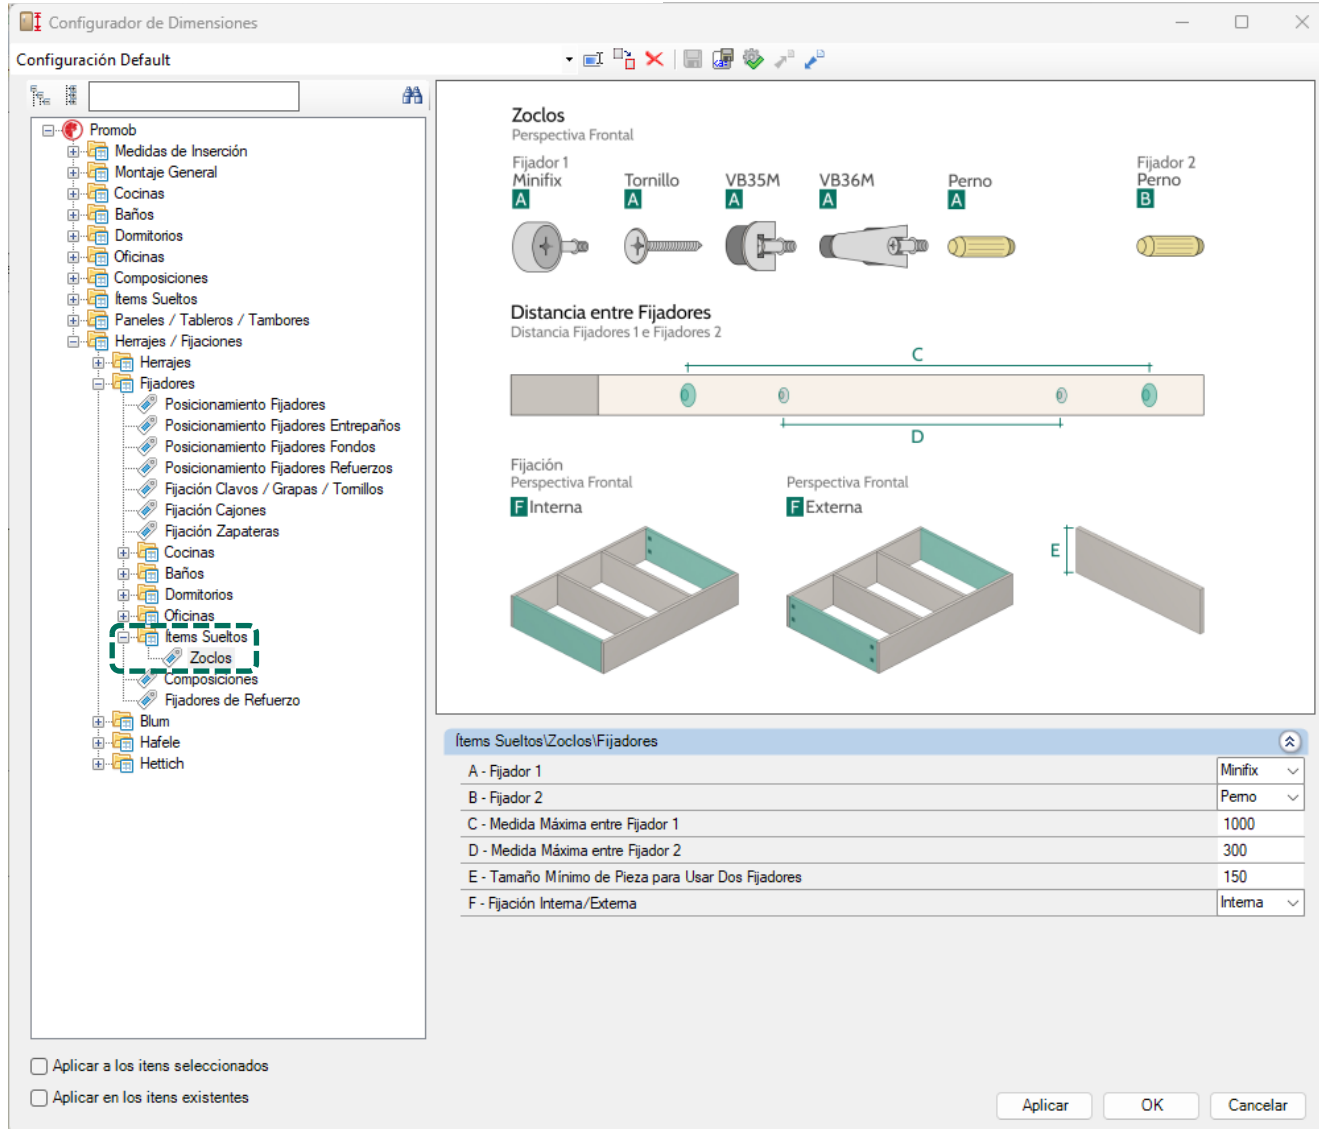 Configurador de Dimensiones
Configuración Default
Promob
Medidas de Inserción
Montaje General
Cocinas
Baños
Dormitorios
Oficinas
Composiciones
Ítems Sueltos
Paneles / Tableros / Tambores
Herrajes / Fijaciones
Herrajes
Fijadores
Posicionamiento Fijadores
Posicionamiento Fijadores Entrepaños
Posicionamiento Fijadores Fondos
Posicionamiento Fijadores Refuerzos
Fijación Clavos / Grapas / Tornillos
Fijación Cajones
Fijación Zapateras
Cocinas
Baños
Dormitorios
Oficinas
Ítems Sueltos
Zoclos
Composiciones
Fijadores de Refuerzo
Blum
Hafele
Hettich
Zoclos
Perspectiva Frontal
Fijador 1
Minifix Tornillo VB35M VB36M Perno
A A A A A
Fijador 2
Perno
B
Distancia entre Fijadores
Distancia Fijadores 1 e Fijadores 2
C
D
Fijación
Perspectiva Frontal
F Interna
Perspectiva Frontal
F Externa
E
Ítems Sueltos\Zoclos\Fijadores
A - Fijador 1 Minifix
B - Fijador 2 Perno
C - Medida Máxima entre Fijador 1 1000
D - Medida Máxima entre Fijador 2 300
E - Tamaño Mínimo de Pieza para Usar Dos Fijadores 150
F - Fijación Interna/Externa Interna
Aplicar a los itens seleccionados
Aplicar en los itens existentes
Aplicar OK Cancelar